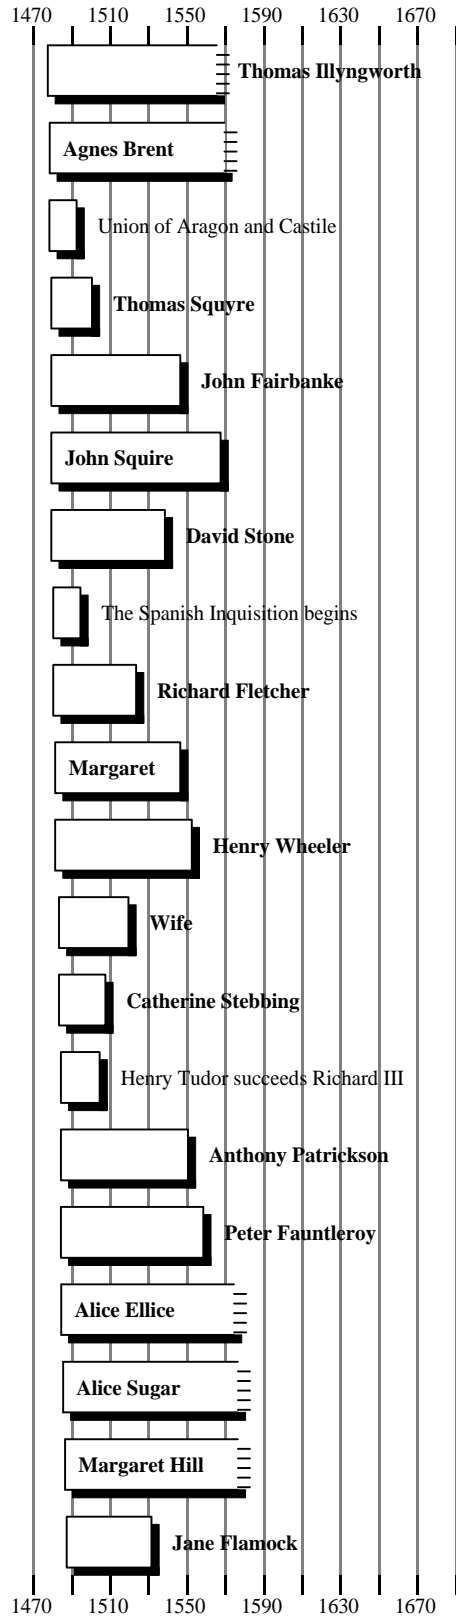 1470 1510 1550 1590 1630 1670
Thomas Illyngworth
Agnes Brent
Union of Aragon and Castile
Thomas Squyre
John Fairbanke
John Squire
David Stone
The Spanish Inquisition begins
Richard Fletcher
Margaret
Henry Wheeler
Wife
Catherine Stebbing
Henry Tudor succeeds Richard III
Anthony Patrickson
Peter Fauntleroy
Alice Ellice
Alice Sugar
Margaret Hill
Jane Flamock
1470 1510 1550 1590 1630 1670